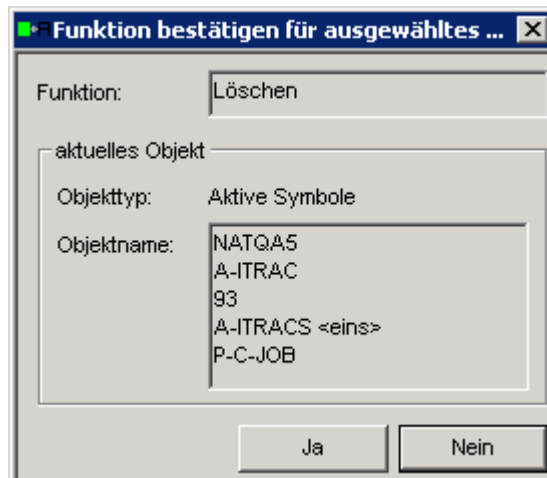 Funktion bestätigen für ausgewähltes ...
Funktion: Löschen
aktuelles Objekt
Objekttyp: Aktive Symbole
Objektname: NATQA5
A-ITRAC
93
A-ITRACS <eins>
P-C-JOB
Ja Nein